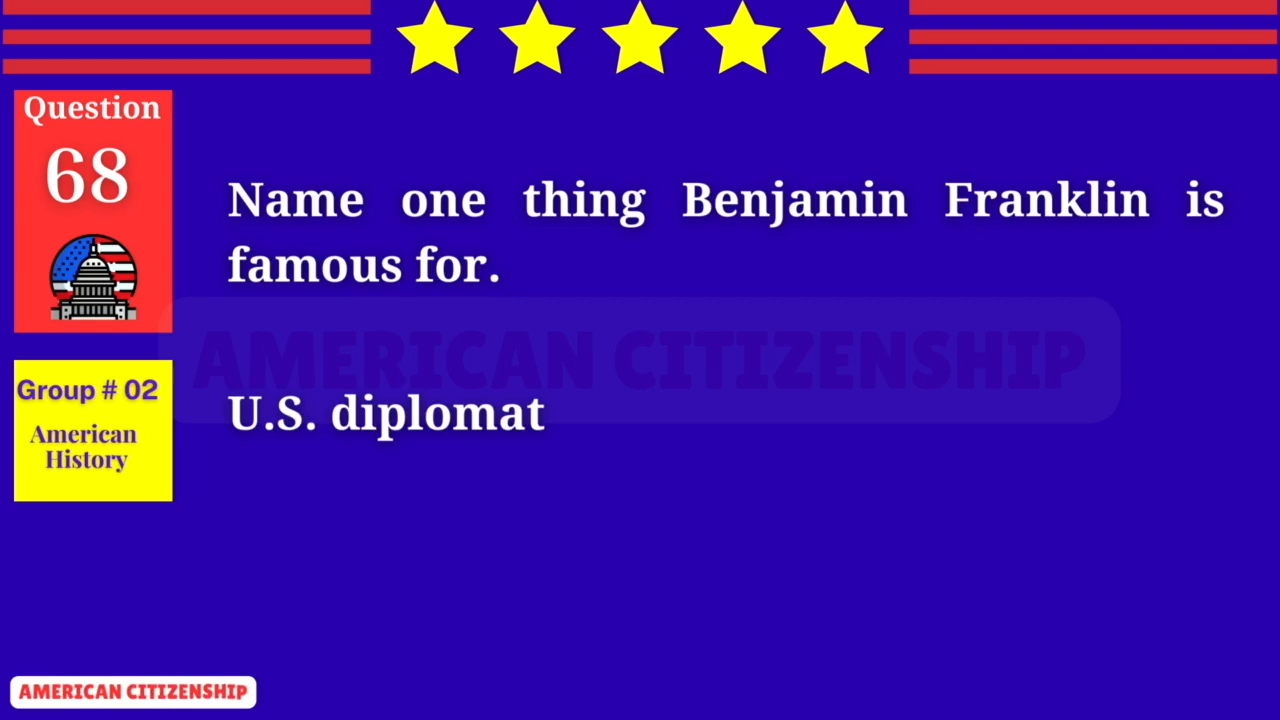 Question
68
Name one thing Benjamin Franklin is
famous for.
AMERICAN CITIZENSHIP
U.S. diplomat
Group # 02
American
History
AMERICAN CITIZENSHIP